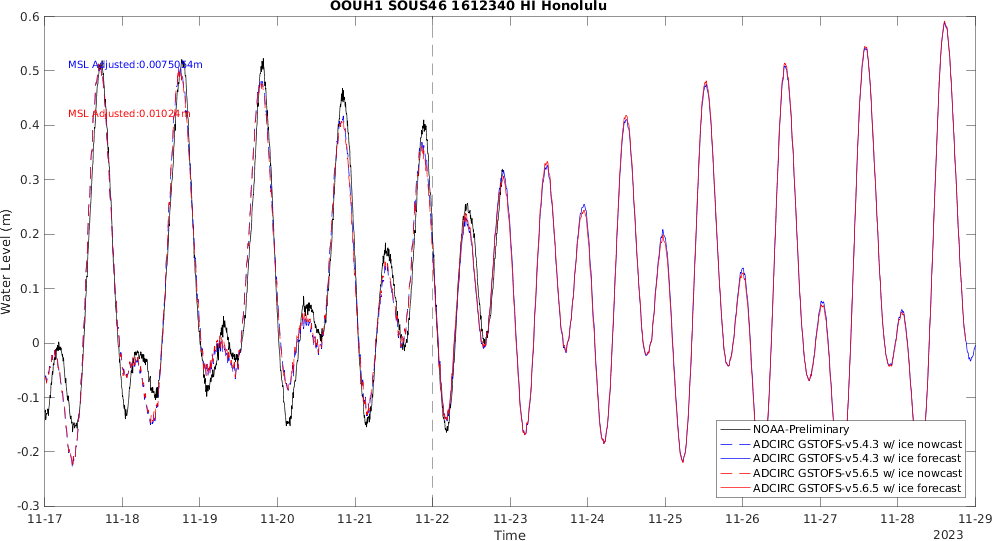 OOUH1 SOUS46 1612340 HI Honolulu
0.6
0.5
0.4
0.3
0.2
0.1
0
-0.1
-0.2
-0.3
Water Level (m)
MSL Adjusted:0.0075054m
MSL Adjusted:0.01024m
NOAA-Preliminary
ADCIRC GSTOFS-v5.4.3 w/ ice nowcast
ADCIRC GSTOFS-v5.4.3 w/ ice forecast
ADCIRC GSTOFS-v5.6.5 w/ ice nowcast
ADCIRC GSTOFS-v5.6.5 w/ ice forecast
11-17 11-18 11-19 11-20 11-21 11-22 11-23 11-24 11-25 11-26 11-27 11-28 11-29
Time
2023